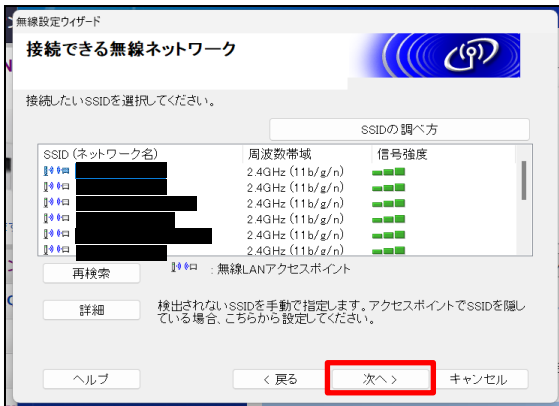 無線設定ウィザード
接続できる無線ネットワーク
接続したいSSIDを選択してください。
SSIDの調べ方
SSID (ネットワーク名) 周波数帯域 信号強度
2.4GHz (11b/g/n)
2.4GHz (11b/g/n)
2.4GHz (11b/g/n)
2.4GHz (11b/g/n)
2.4GHz (11b/g/n)
2.4GHz (11b/g/n)
再検索 :無線LANアクセスポイント
詳細 検出されないSSIDを手動で指定します。アクセスポイントでSSIDを隠し
ている場合、こちらから設定してください。
ヘルプ < 戻る 次へ > キャンセル